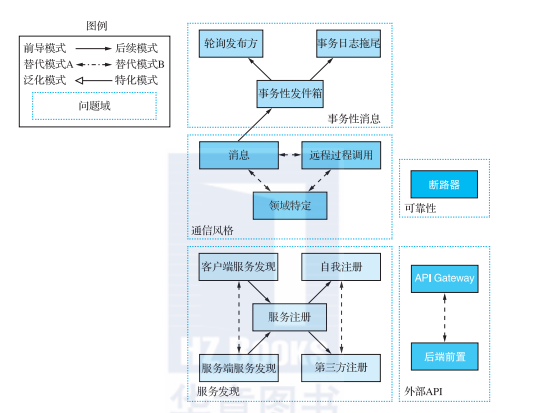 图例
前导模式 后续模式
替代模式A 替代模式B
泛化模式 特化模式
问题域
轮询发布方 事务日志拖尾
事务性发件箱
事务性消息
消息 远程过程调用
领域特定
通信风格
断路器
可靠性
客户端服务发现 自我注册
服务注册
服务端服务发现 第三方注册
服务发现
API Gateway
后端前置
外部API
HZ BOOKS
华章图书